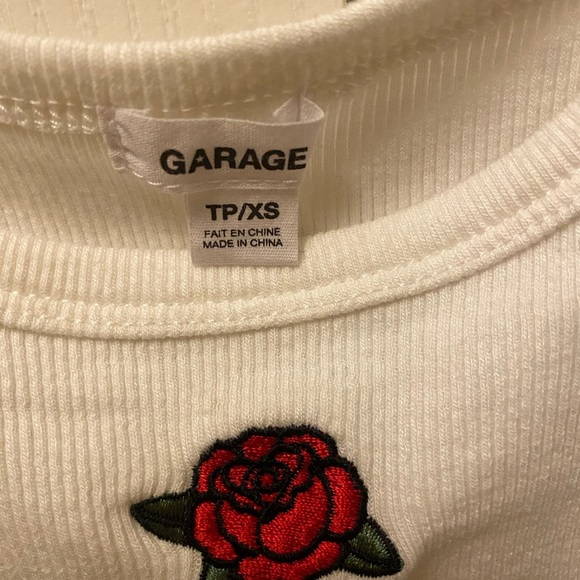 GARAGE
TP/XS
FAIT EN CHINE
MADE IN CHINA